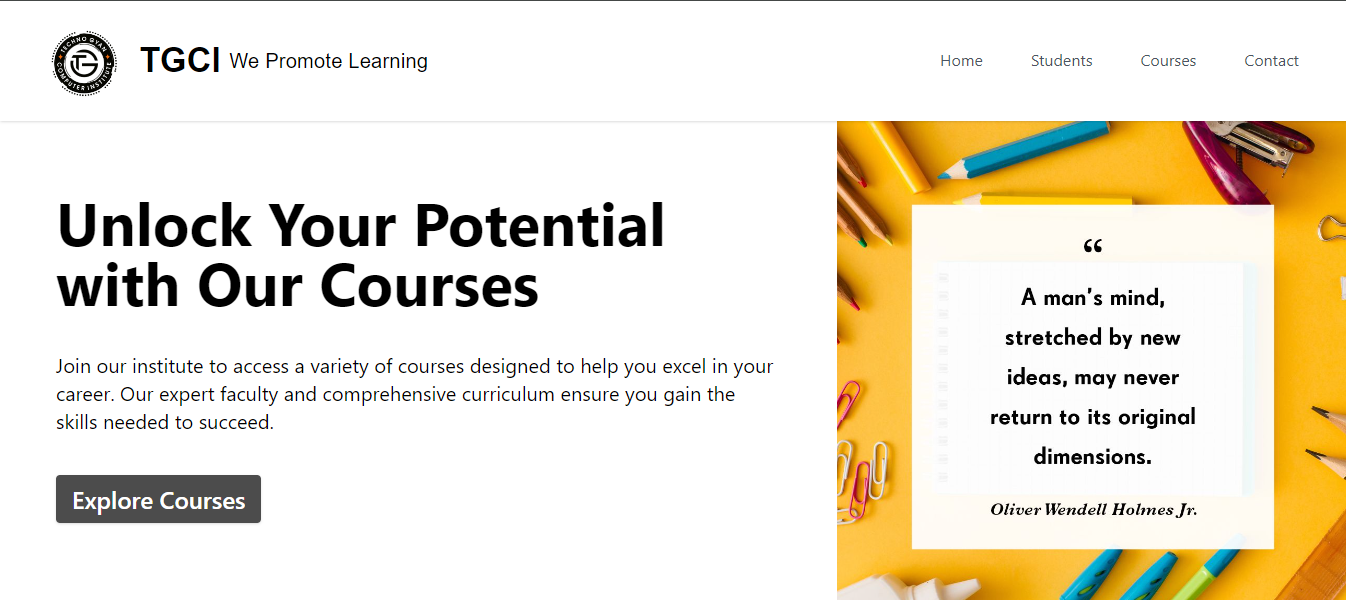 TECHNO GYAN
COMPUTER INSTITUTE
TGCI We Promote Learning
Home Students Courses Contact
Unlock Your Potential
with Our Courses
Join our institute to access a variety of courses designed to help you excel in your
career. Our expert faculty and comprehensive curriculum ensure you gain the
skills needed to succeed.
Explore Courses
“
A man's mind,
stretched by new
ideas, may never
return to its original
dimensions.
Oliver Wendell Holmes Jr.